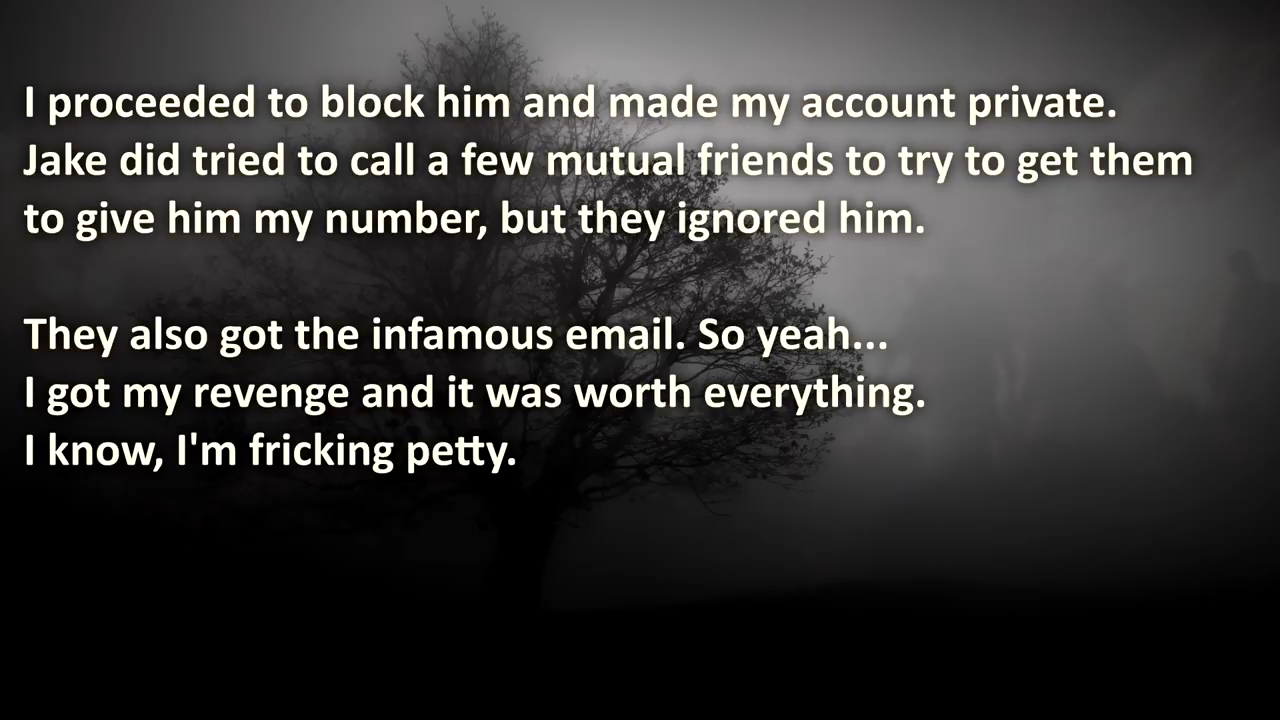 I proceeded to block him and made my account private.
Jake did tried to call a few mutual friends to try to get them
to give him my number, but they ignored him.
They also got the infamous email. So yeah...
I got my revenge and it was worth everything.
I know, I'm fricking petty.